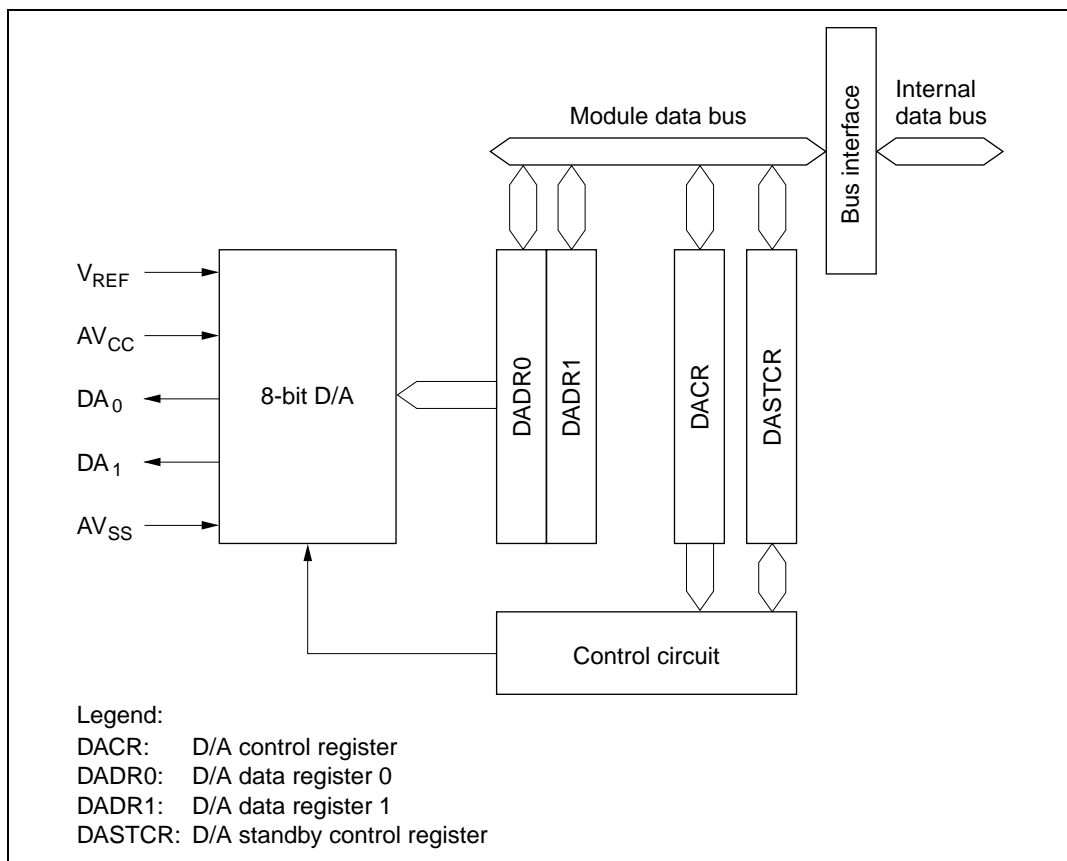 Module data bus
Internal
data bus
Bus interface
V_REF
AV_CC
DA_0
DA_1
AV_SS
8-bit D/A
DADR0
DADR1
DACR
DASTCR
Control circuit
Legend:
DACR: D/A control register
DADR0: D/A data register 0
DADR1: D/A data register 1
DASTCR: D/A standby control register